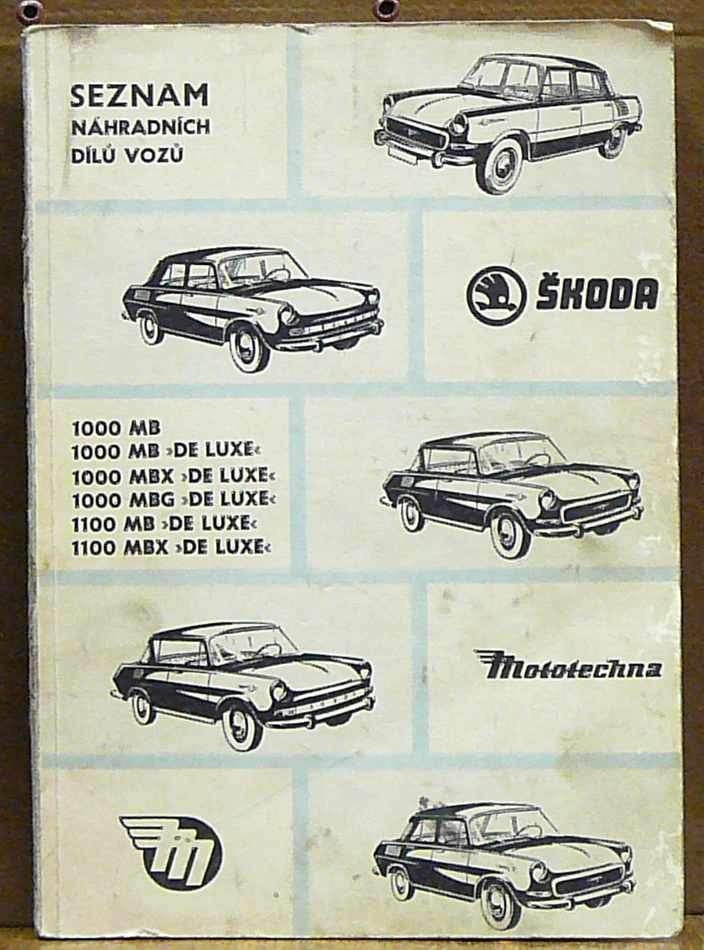 SEZNAM
NÁHRADNÍCH
DÍLŮ VOZŮ
ŠKODA
1000 MB
1000 MB »DE LUXE«
1000 MBX »DE LUXE«
1000 MBG »DE LUXE«
1100 MB »DE LUXE«
1100 MBX »DE LUXE«
Mototechna
m